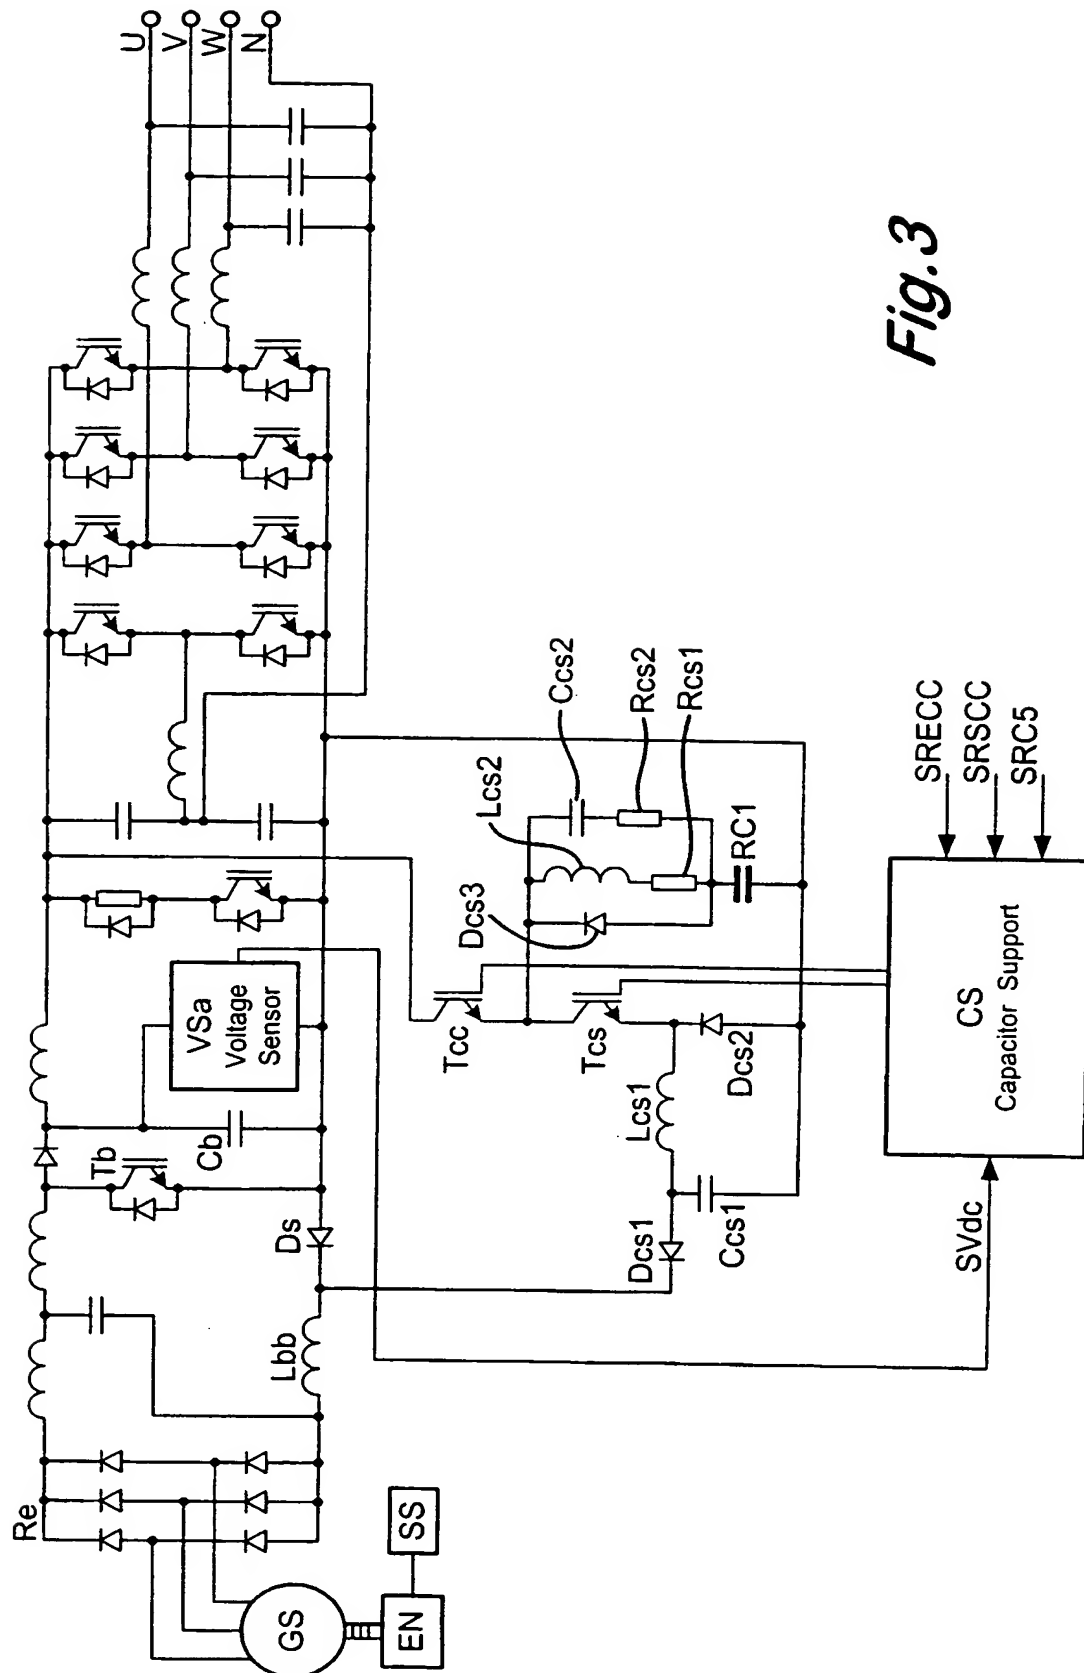 U
V
W
N
Re
GS
EN
SS
Lbb
Ds
Tb
Cb
VSa
Voltage
Sensor
Tcc
Tcs
Dcs1
Ccs1
Lcs1
Dcs2
Dcs3
Lcs2
Ccs2
Rcs2
Rcs1
RC1
SVdc
CS
Capacitor Support
SRECC
SRSCC
SRC5
Fig.3